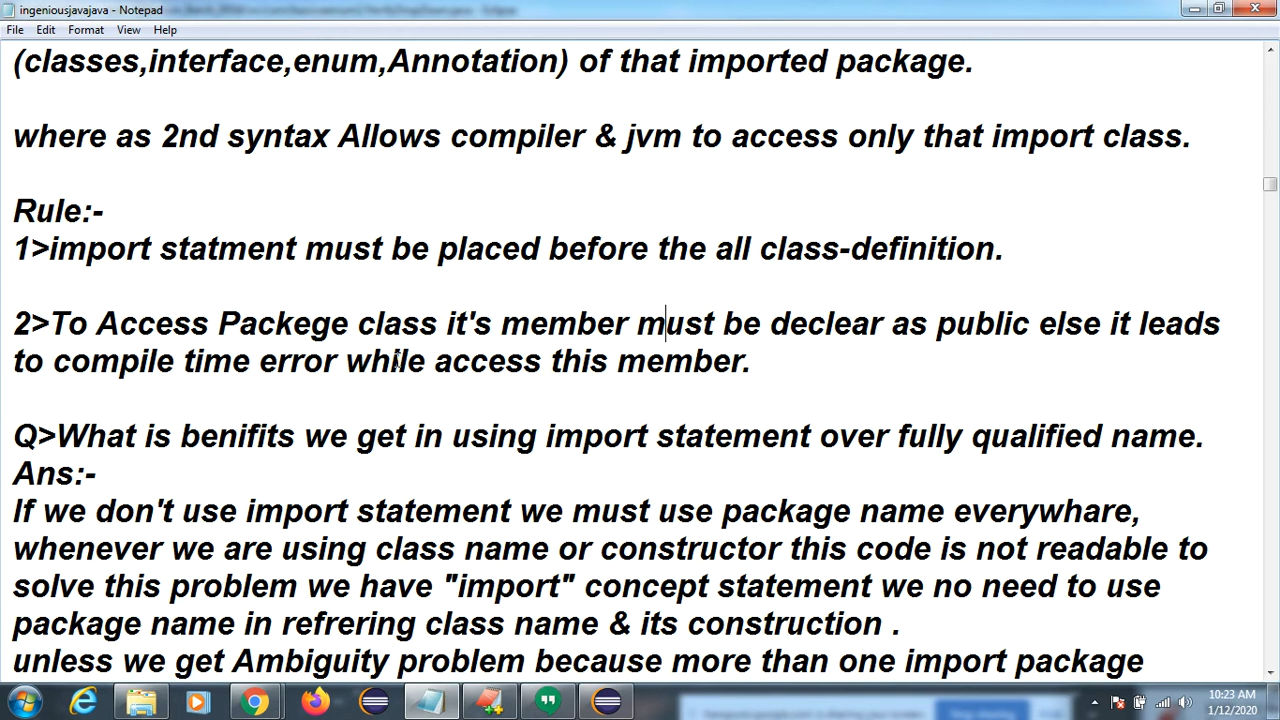 ingeniousjavajava - Notepad
File Edit Format View Help
(classes,interface,enum,Annotation) of that imported package.
where as 2nd syntax Allows compiler & jvm to access only that import class.
Rule:-
1>import statment must be placed before the all class-definition.
2>To Access Packege class it's member must be declear as public else it leads
to compile time error while access this member.
Q>What is benifits we get in using import statement over fully qualified name.
Ans:-
If we don't use import statement we must use package name everywhare,
whenever we are using class name or constructor this code is not readable to
solve this problem we have "import" concept statement we no need to use
package name in refrering class name & its construction .
unless we get Ambiguity problem because more than one import package
10:23 AM
1/12/2020